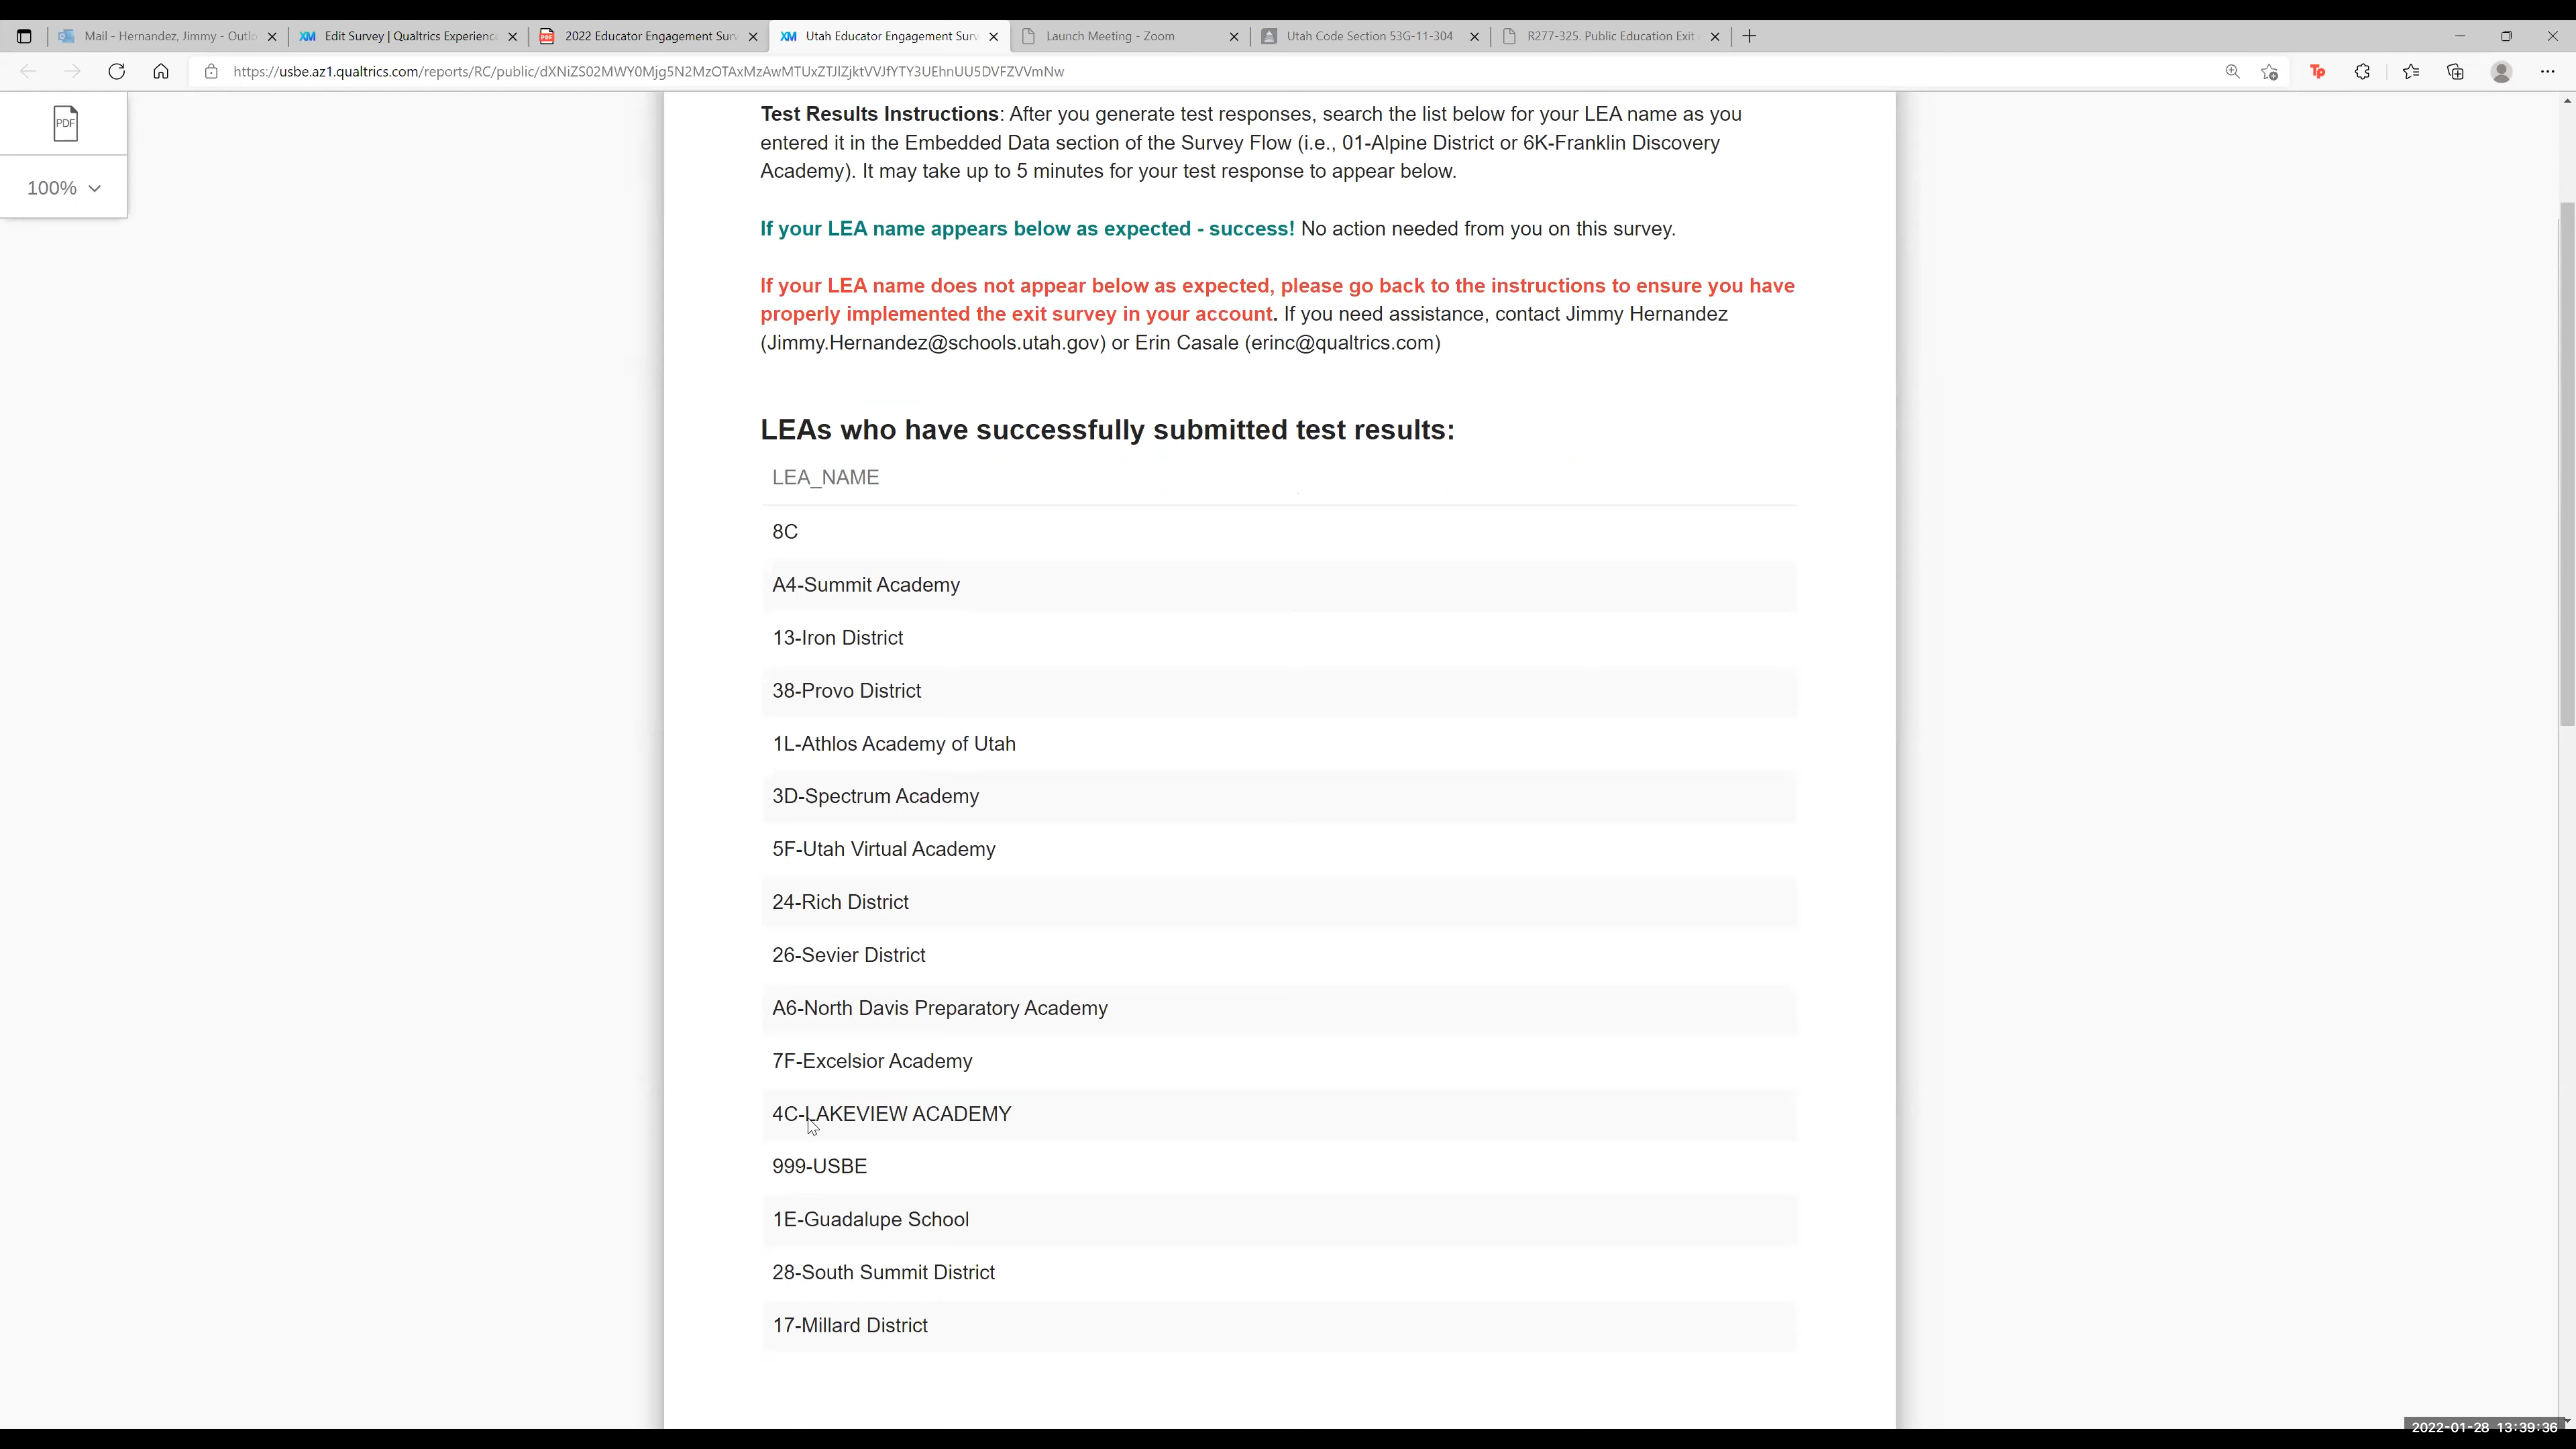 Mail - Hernandez, Jimmy - Outlo
Edit Survey | Qualtrics Experience
2022 Educator Engagement Surv
Utah Educator Engagement Surv
Launch Meeting - Zoom
Utah Code Section 53G-11-304
R277-325. Public Education Exit
https://usbe.az1.qualtrics.com/reports/RC/public/dXNiZS02MWY0Mjg5N2MzOTAxMzAwMTUxZTJlZjktVVJfYTY3UEhnUU5DVFZVVmNw
Tp
PDF
100%
Test Results Instructions: After you generate test responses, search the list below for your LEA name as you
entered it in the Embedded Data section of the Survey Flow (i.e., 01-Alpine District or 6K-Franklin Discovery
Academy). It may take up to 5 minutes for your test response to appear below.
If your LEA name appears below as expected - success! No action needed from you on this survey.
If your LEA name does not appear below as expected, please go back to the instructions to ensure you have
properly implemented the exit survey in your account. If you need assistance, contact Jimmy Hernandez
(Jimmy.Hernandez@schools.utah.gov) or Erin Casale (erinc@qualtrics.com)
LEAs who have successfully submitted test results:
LEA_NAME
8C
A4-Summit Academy
13-Iron District
38-Provo District
1L-Athlos Academy of Utah
3D-Spectrum Academy
5F-Utah Virtual Academy
24-Rich District
26-Sevier District
A6-North Davis Preparatory Academy
7F-Excelsior Academy
4C-LAKEVIEW ACADEMY
999-USBE
1E-Guadalupe School
28-South Summit District
17-Millard District
2022-01-28 13:39:36